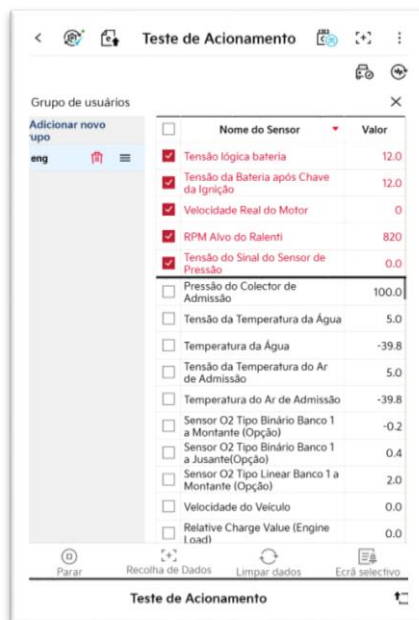 Teste de Acionamento
Grupo de usuários
Adicionar novo
upo
eng
Nome do Sensor Valor
Tensão lógica bateria 12.0
Tensão da Bateria após Chave
da Ignição 12.0
Velocidade Real do Motor 0
RPM Alvo do Ralenti 820
Tensão do Sinal do Sensor de
Pressão 0.0
Pressão do Colector de
Admissão 100.0
Tensão da Temperatura da Água 5.0
Temperatura da Água -39.8
Tensão da Temperatura do Ar
de Admissão 5.0
Temperatura do Ar de Admissão -39.8
Sensor O2 Tipo Binário Banco 1
a Montante (Opção) -0.2
Sensor O2 Tipo Binário Banco 1
a Jusante(Opção) 0.4
Sensor O2 Tipo Linear Banco 1 a
Montante (Opção) 2.0
Velocidade do Veículo 0.0
Relative Charge Value (Engine
Load) 0.0
Parar Recolha de Dados Limpar dados Ecrã selectivo
Teste de Acionamento